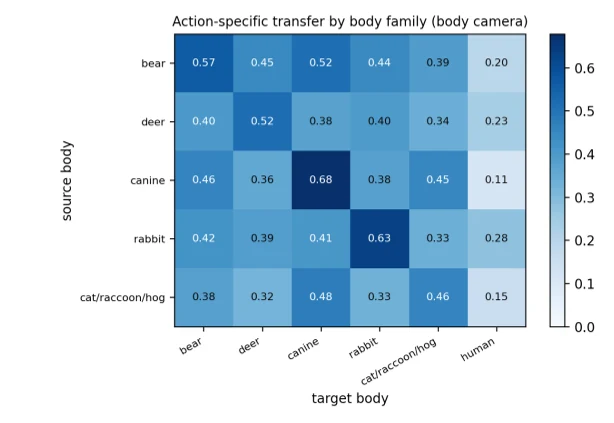 Action-specific transfer by body family (body camera)
bear 0.57 0.45 0.52 0.44 0.39 0.20
deer 0.40 0.52 0.38 0.40 0.34 0.23
canine 0.46 0.36 0.68 0.38 0.45 0.11
rabbit 0.42 0.39 0.41 0.63 0.33 0.28
cat/raccoon/hog 0.38 0.32 0.48 0.33 0.46 0.15
bear deer canine rabbit cat/raccoon/hog human
target body
source body
0.6
0.5
0.4
0.3
0.2
0.1
0.0